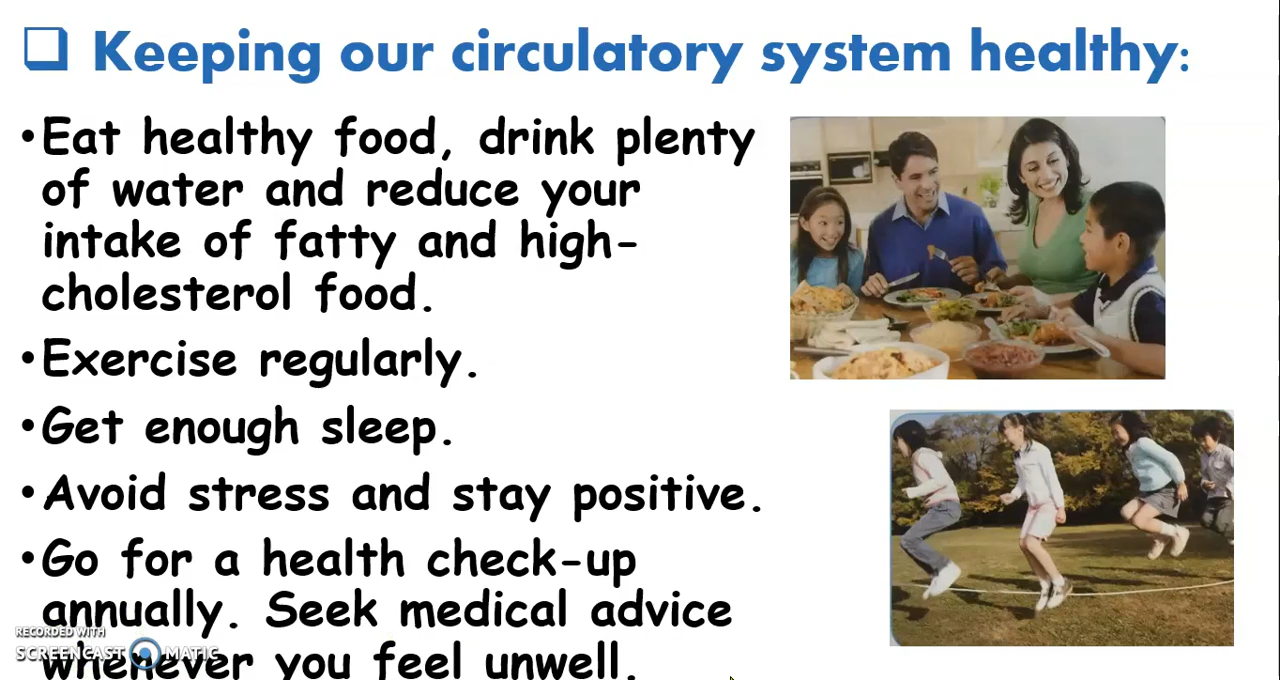 ❑ Keeping our circulatory system healthy:
•Eat healthy food, drink plenty
of water and reduce your
intake of fatty and high-
cholesterol food.
•Exercise regularly.
•Get enough sleep.
•Avoid stress and stay positive.
•Go for a health check-up
annually. Seek medical advice
whenever you feel unwell.
RECORDED WITH
SCREENCAST MATIC